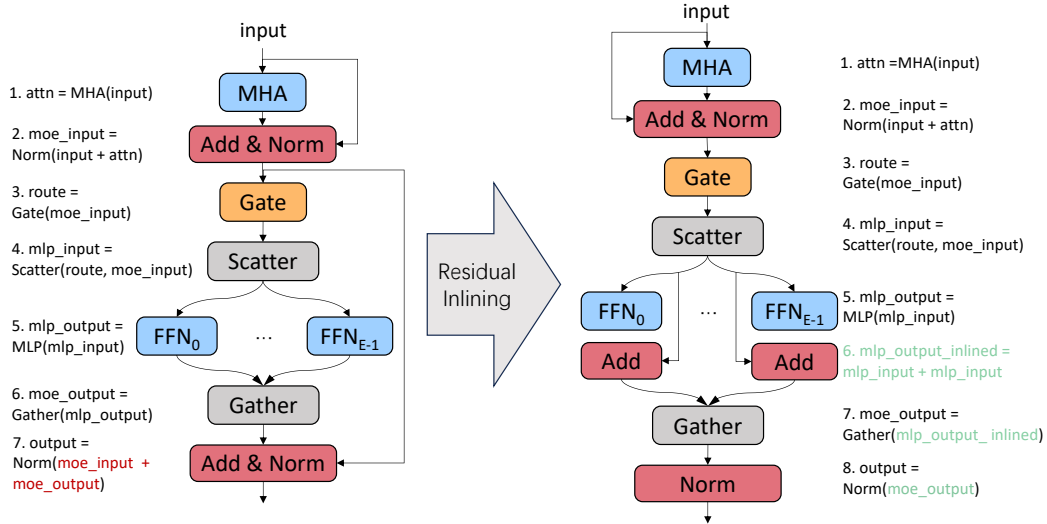 input
1. attn = MHA(input)
MHA
2. moe_input =
Norm(input + attn)
Add & Norm
3. route =
Gate(moe_input)
Gate
4. mlp_input =
Scatter(route, moe_input)
Scatter
5. mlp_output =
MLP(mlp_input)
FFN0
...
FFNE-1
6. moe_output =
Gather(mlp_output)
Gather
7. output =
Norm(moe_input +
moe_output)
Add & Norm
Residual
Inlining
input
MHA
1. attn =MHA(input)
Add & Norm
2. moe_input =
Norm(input + attn)
Gate
3. route =
Gate(moe_input)
Scatter
4. mlp_input =
Scatter(route, moe_input)
FFN0
...
FFNE-1
5. mlp_output =
MLP(mlp_input)
Add
Add
6. mlp_output_inlined =
mlp_input + mlp_input
Gather
7. moe_output =
Gather(mlp_output_ inlined)
Norm
8. output =
Norm(moe_output)